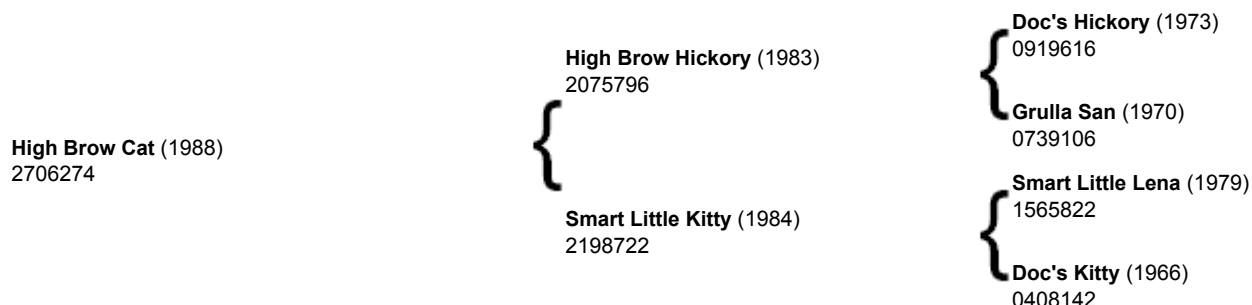 High Brow Cat (1988)
2706274
High Brow Hickory (1983)
2075796
Smart Little Kitty (1984)
2198722
Doc's Hickory (1973)
0919616
Grulla San (1970)
0739106
Smart Little Lena (1979)
1565822
Doc's Kitty (1966)
0408142